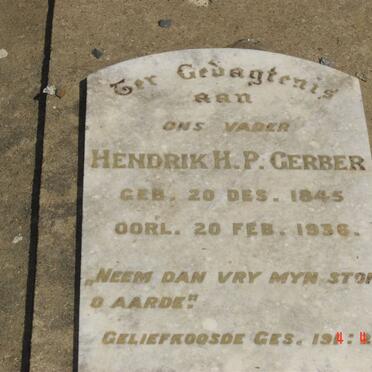 Ter Gedagtenis
aan
ONS VADER
HENDRIK H. P. GERBER
GEB. 20 DES. 1845
OORL. 20 FEB. 1936.
„NEEM DAN VRY MYN STO
O AARDE."
GELIEFKOOSDE GES.